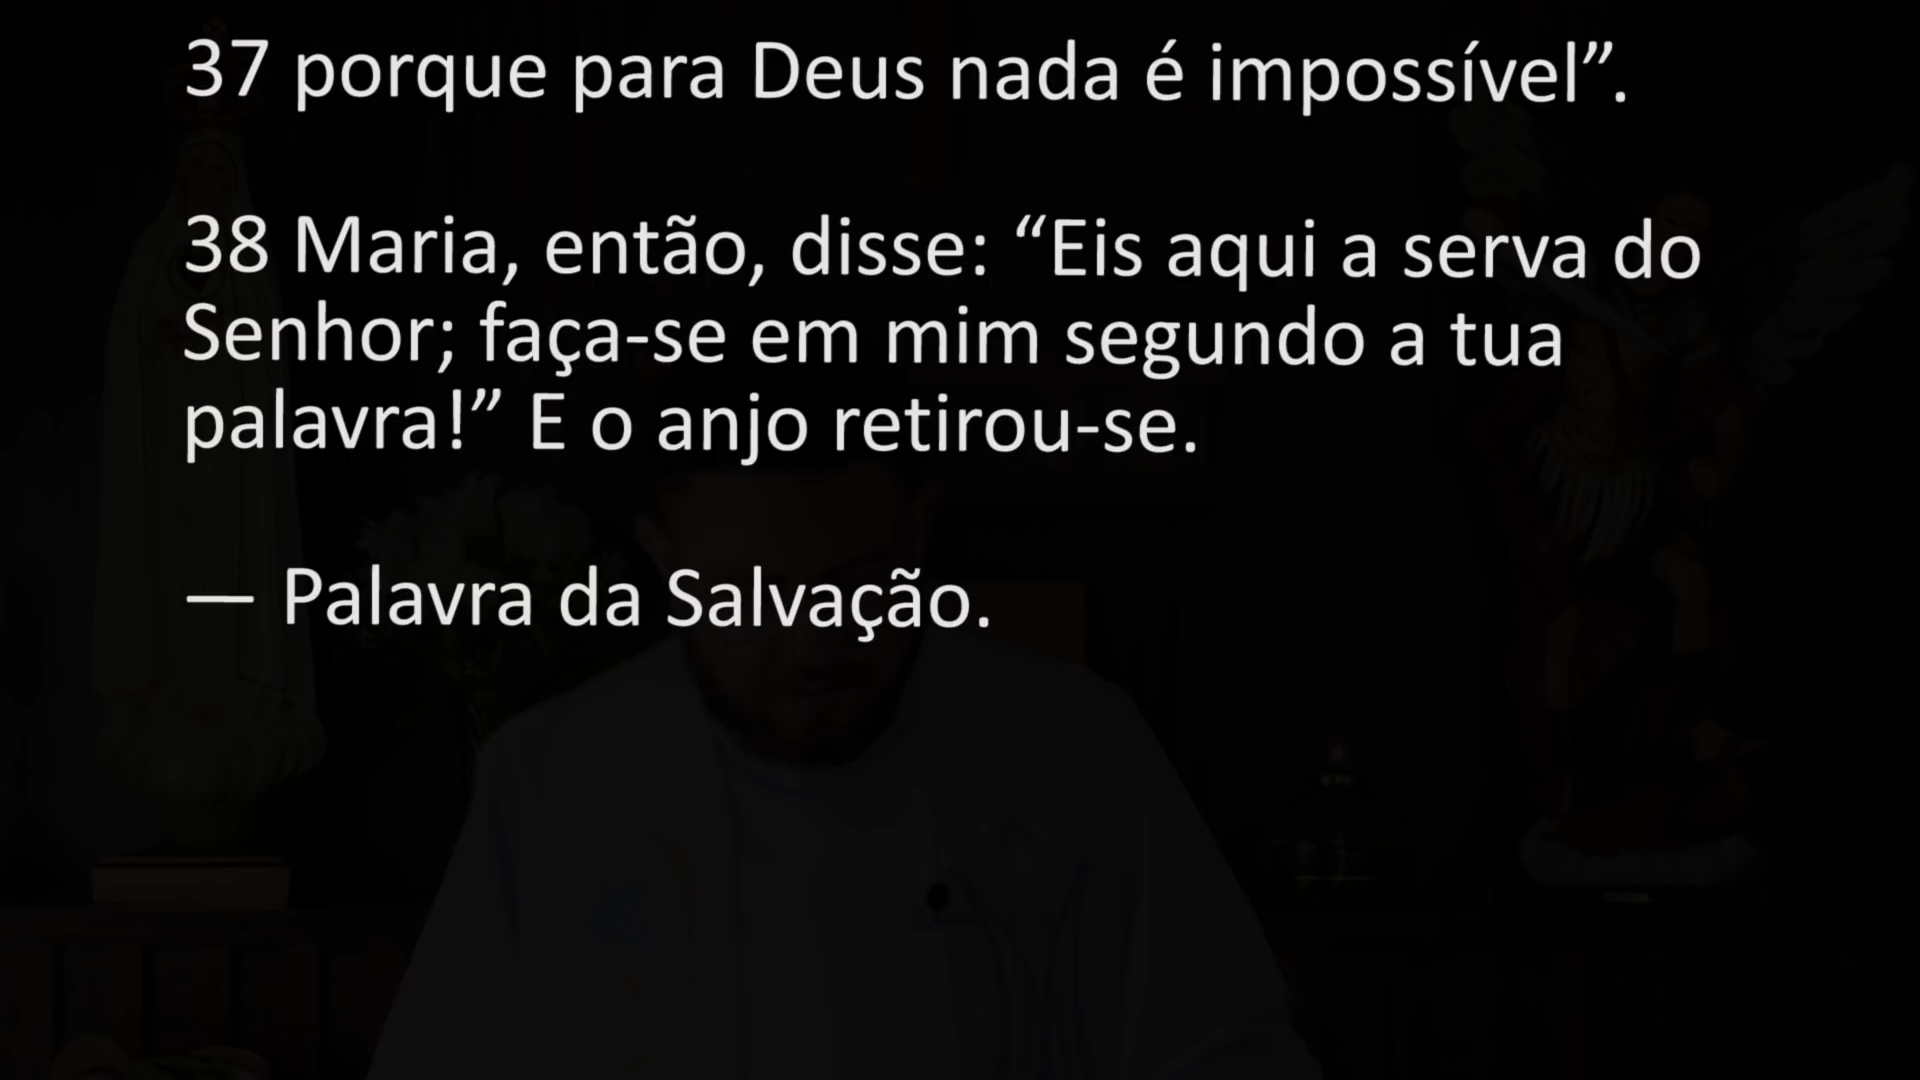 37 porque para Deus nada é impossível”.
38 Maria, então, disse: “Eis aqui a serva do
Senhor; faça-se em mim segundo a tua
palavra!” E o anjo retirou-se.
— Palavra da Salvação.